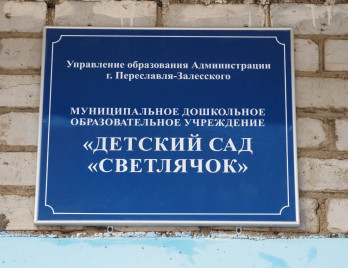 Управление образования Администрации
г. Переславля-Залесского
МУНИЦИПАЛЬНОЕ ДОШКОЛЬНОЕ
ОБРАЗОВАТЕЛЬНОЕ УЧРЕЖДЕНИЕ
«ДЕТСКИЙ САД
«СВЕТЛЯЧОК»